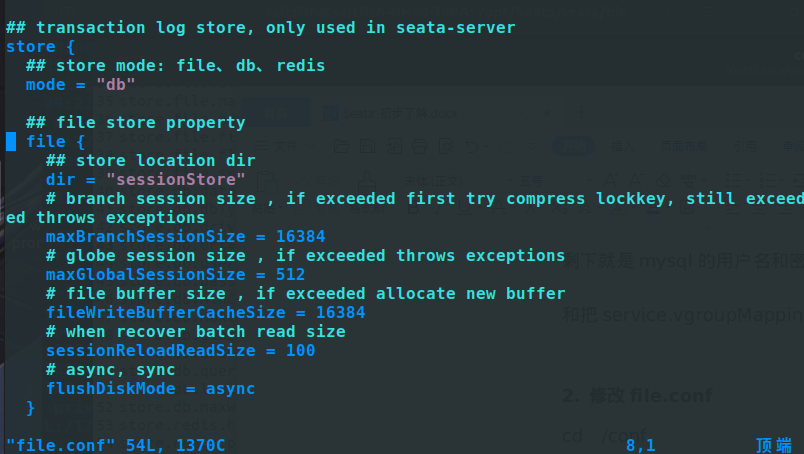 ## transaction log store, only used in seata-server
store {
## store mode: file、db、redis
mode = "db"
## file store property
file {
## store location dir
dir = "sessionStore"
# branch session size , if exceeded first try compress lockkey, still exceed
ed throws exceptions
maxBranchSessionSize = 16384
# globe session size , if exceeded throws exceptions
maxGlobalSessionSize = 512
# file buffer size , if exceeded allocate new buffer
fileWriteBufferCacheSize = 16384
# when recover batch read size
sessionReloadReadSize = 100
# async, sync
flushDiskMode = async
}
"file.conf" 54L, 1370C 8,1 顶端
就是 mysql 的用户名和
和把 service.vgroupMappin
2. 修改 file.conf
cd /conf